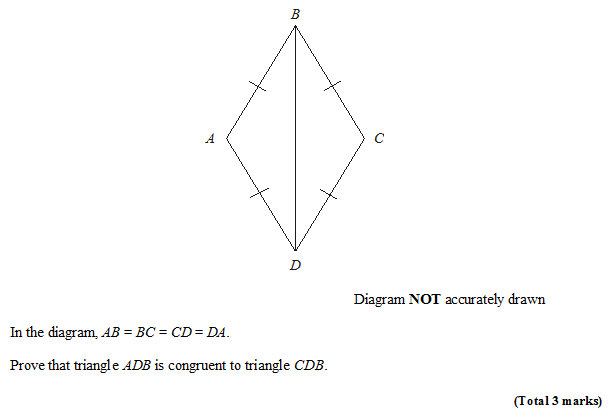 B
A
C
D
Diagram NOT accurately drawn
In the diagram, AB = BC = CD = DA.
Prove that triangle ADB is congruent to triangle CDB.
(Total 3 marks)